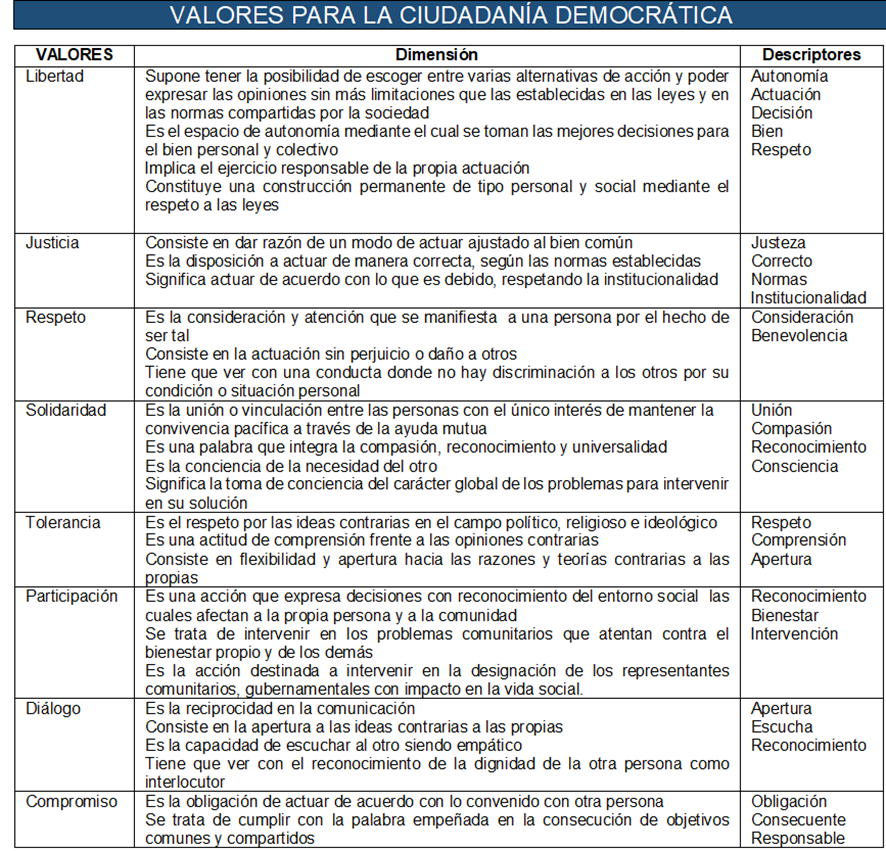 VALORES PARA LA CIUDADANÍA DEMOCRÁTICA
VALORES Dimensión Descriptores
Libertad Supone tener la posibilidad de escoger entre varias alternativas de acción y poder Autonomía
expresar las opiniones sin más limitaciones que las establecidas en las leyes y en Actuación
las normas compartidas por la sociedad Decisión
Es el espacio de autonomía mediante el cual se toman las mejores decisiones para Bien
el bien personal y colectivo Respeto
Implica el ejercicio responsable de la propia actuación
Constituye una construcción permanente de tipo personal y social mediante el
respeto a las leyes
Justicia Consiste en dar razón de un modo de actuar ajustado al bien común Justeza
Es la disposición a actuar de manera correcta, según las normas establecidas Correcto
Significa actuar de acuerdo con lo que es debido, respetando la institucionalidad Normas
Institucionalidad
Respeto Es la consideración y atención que se manifiesta a una persona por el hecho de Consideración
ser tal Benevolencia
Consiste en la actuación sin perjuicio o daño a otros
Tiene que ver con una conducta donde no hay discriminación a los otros por su
condición o situación personal
Solidaridad Es la unión o vinculación entre las personas con el único interés de mantener la Unión
convivencia pacífica a través de la ayuda mutua Compasión
Es una palabra que integra la compasión, reconocimiento y universalidad Reconocimiento
Es la conciencia de la necesidad del otro Consciencia
Significa la toma de conciencia del carácter global de los problemas para intervenir
en su solución
Tolerancia Es el respeto por las ideas contrarias en el campo político, religioso e ideológico Respeto
Es una actitud de comprensión frente a las opiniones contrarias Comprensión
Consiste en flexibilidad y apertura hacia las razones y teorías contrarias a las Apertura
propias
Participación Es una acción que expresa decisiones con reconocimiento del entorno social las Reconocimiento
cuales afectan a la propia persona y a la comunidad Bienestar
Se trata de intervenir en los problemas comunitarios que atentan contra el Intervención
bienestar propio y de los demás
Es la acción destinada a intervenir en la designación de los representantes
comunitarios, gubernamentales con impacto en la vida social.
Diálogo Es la reciprocidad en la comunicación Apertura
Consiste en la apertura a las ideas contrarias a las propias Escucha
Es la capacidad de escuchar al otro siendo empático Reconocimiento
Tiene que ver con el reconocimiento de la dignidad de la otra persona como
interlocutor
Compromiso Es la obligación de actuar de acuerdo con lo convenido con otra persona Obligación
Se trata de cumplir con la palabra empeñada en la consecución de objetivos Consecuente
comunes y compartidos Responsable